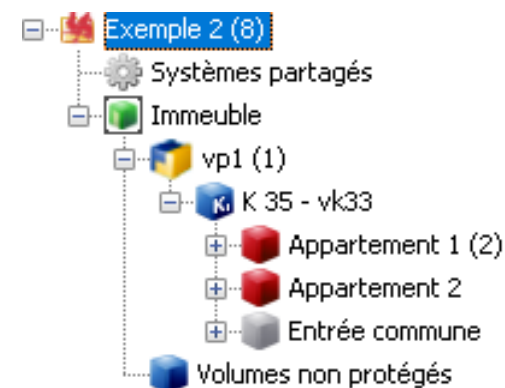 Exemple 2 (8)
Systèmes partagés
Immeuble
vp1 (1)
K 35 - vk33
Appartement 1 (2)
Appartement 2
Entrée commune
Volumes non protégés